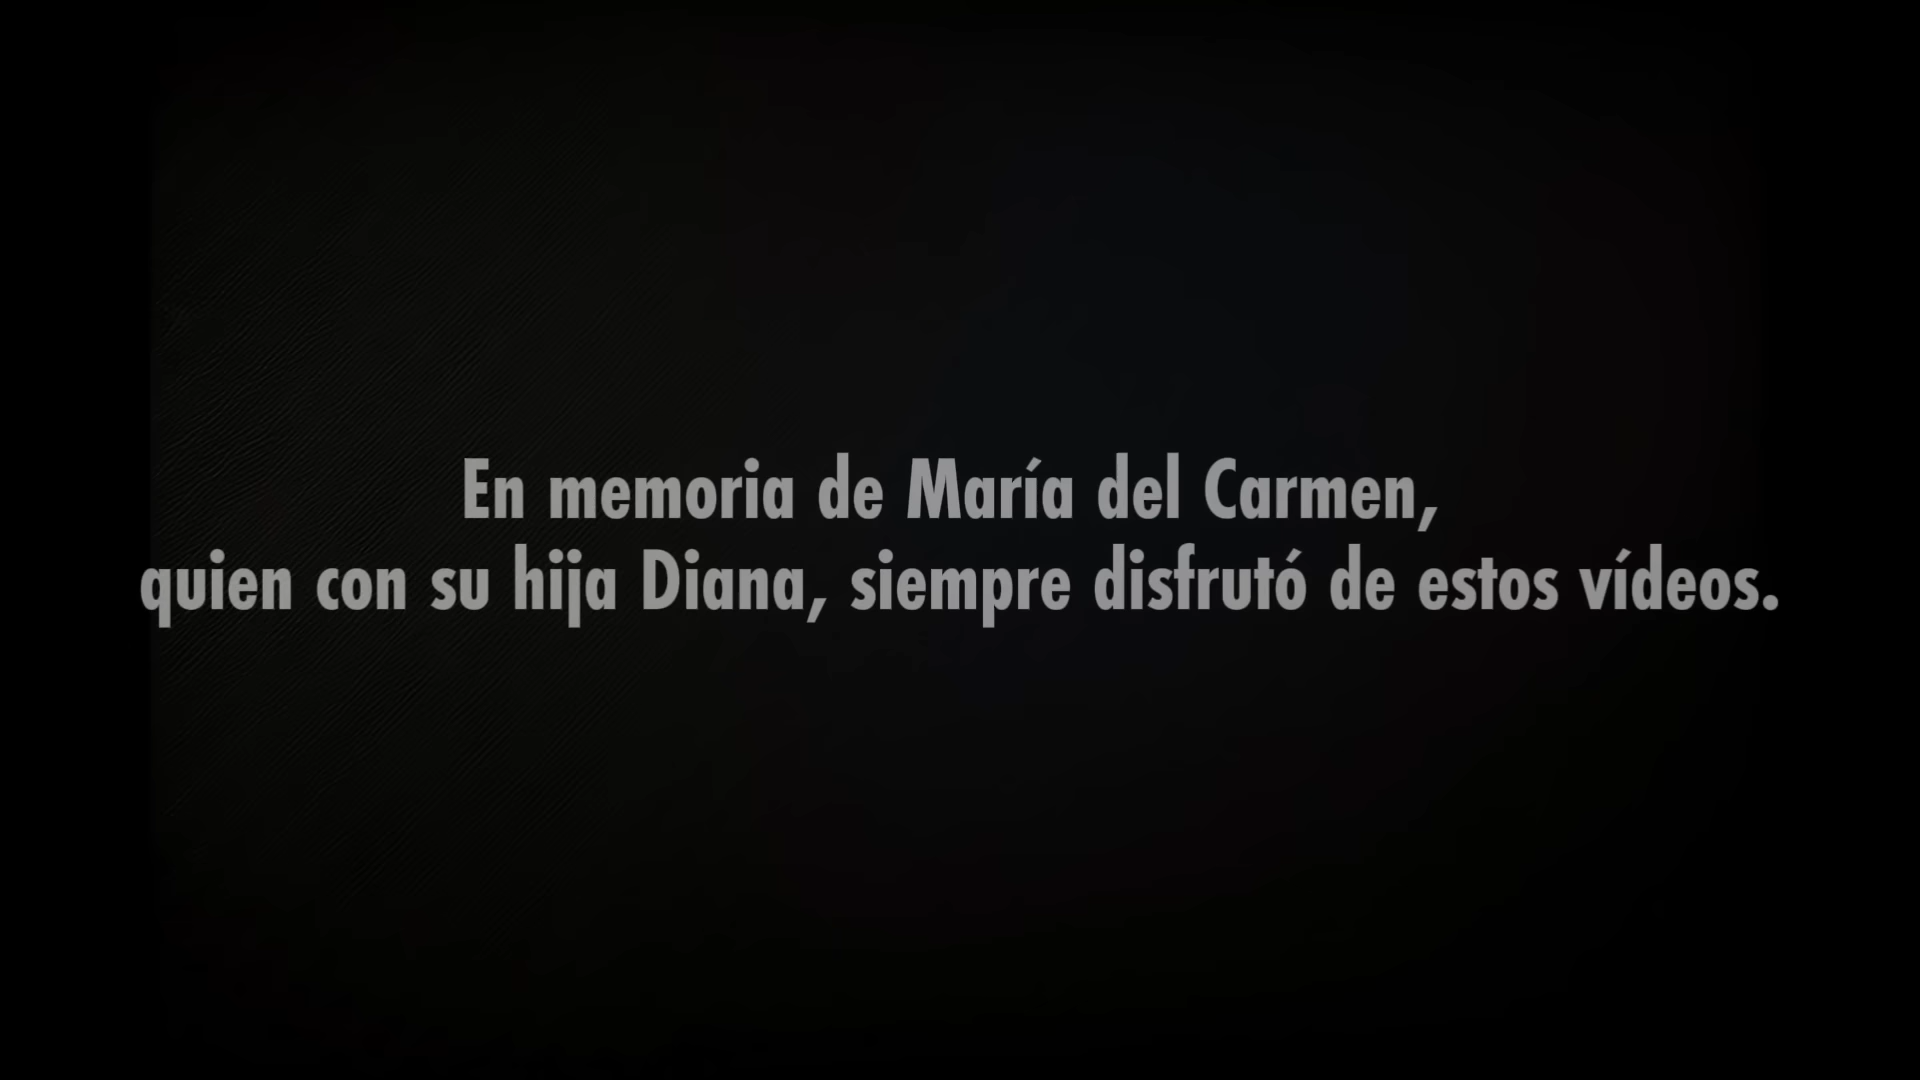 En memoria de María del Carmen,
quien con su hija Diana, siempre disfrutó de estos vídeos.